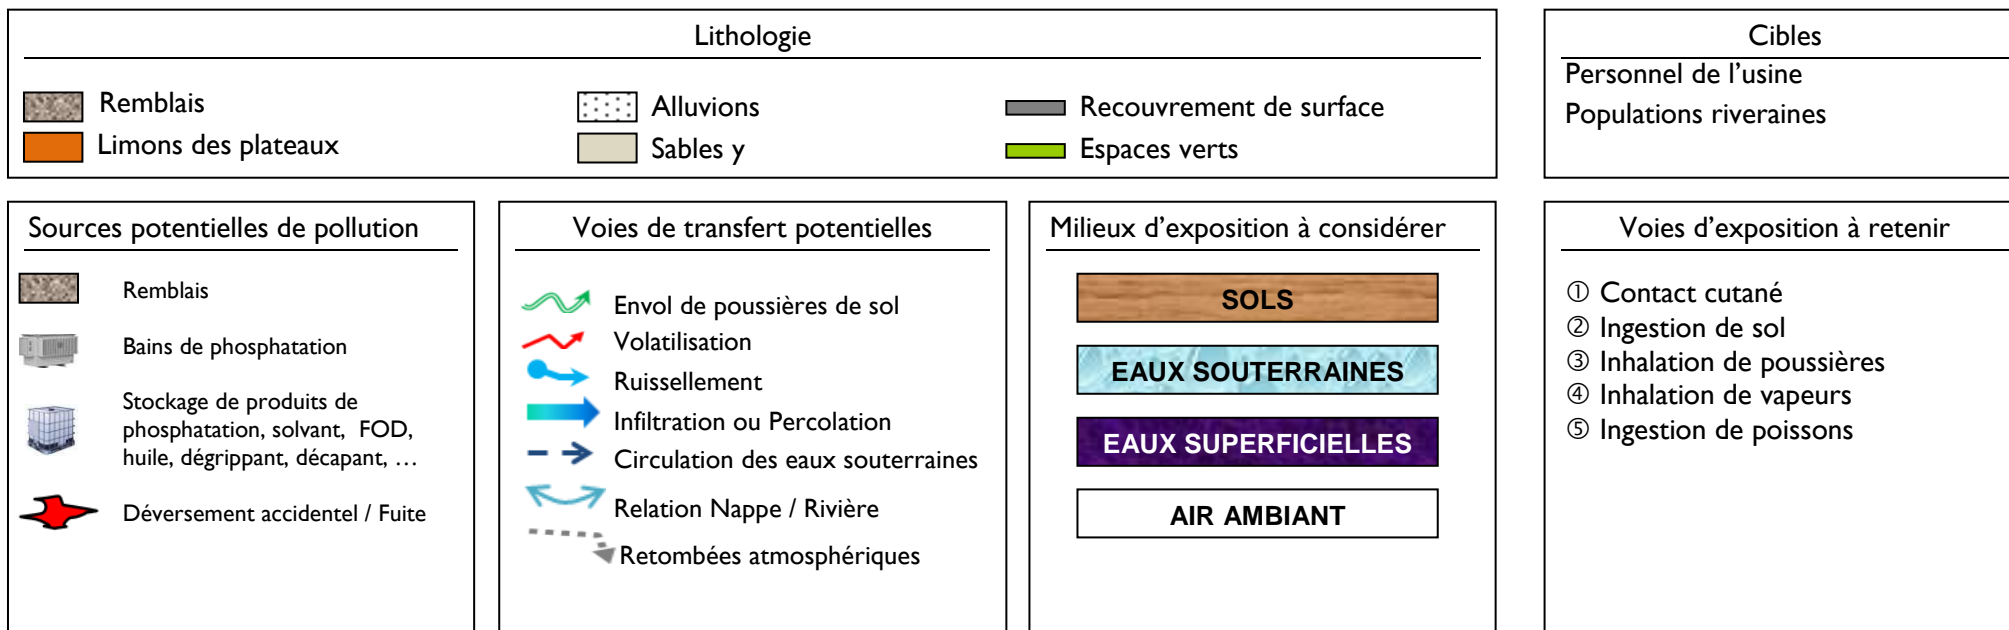 Lithologie
Remblais
Alluvions
Recouvrement de surface
Limons des plateaux
Sables y
Espaces verts
Cibles
Personnel de l’usine
Populations riveraines
Sources potentielles de pollution
Remblais
Bains de phosphatation
Stockage de produits de
phosphatation, solvant, FOD,
huile, dégrippant, décapant, …
Déversement accidentel / Fuite
Voies de transfert potentielles
Envol de poussières de sol
Volatilisation
Ruissellement
Infiltration ou Percolation
Circulation des eaux souterraines
Relation Nappe / Rivière
Retombées atmosphériques
Milieux d’exposition à considérer
SOLS
EAUX SOUTERRAINES
EAUX SUPERFICIELLES
AIR AMBIANT
Voies d’exposition à retenir
① Contact cutané
② Ingestion de sol
③ Inhalation de poussières
④ Inhalation de vapeurs
⑤ Ingestion de poissons